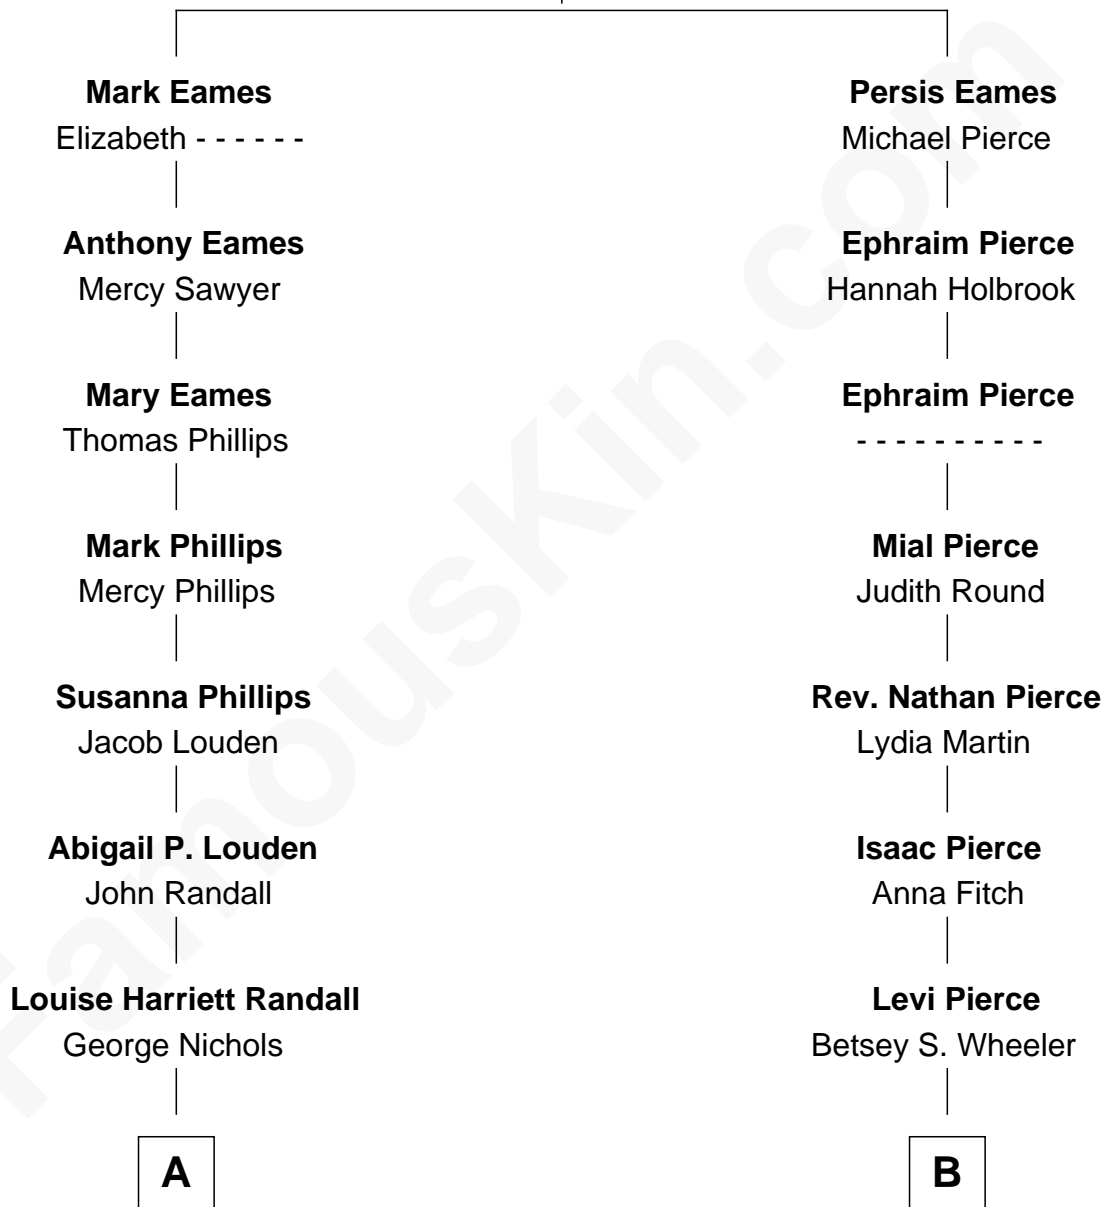 Mark Eames
Elizabeth - - - - - -
Anthony Eames
Mercy Sawyer
Mary Eames
Thomas Phillips
Mark Phillips
Mercy Phillips
Susanna Phillips
Jacob Louden
Abigail P. Louden
John Randall
Louise Harriett Randall
George Nichols
A
Persis Eames
Michael Pierce
Ephraim Pierce
Hannah Holbrook
Ephraim Pierce
- - - - - - - - - -
Mial Pierce
Judith Round
Rev. Nathan Pierce
Lydia Martin
Isaac Pierce
Anna Fitch
Levi Pierce
Betsey S. Wheeler
B
FamousKin.com